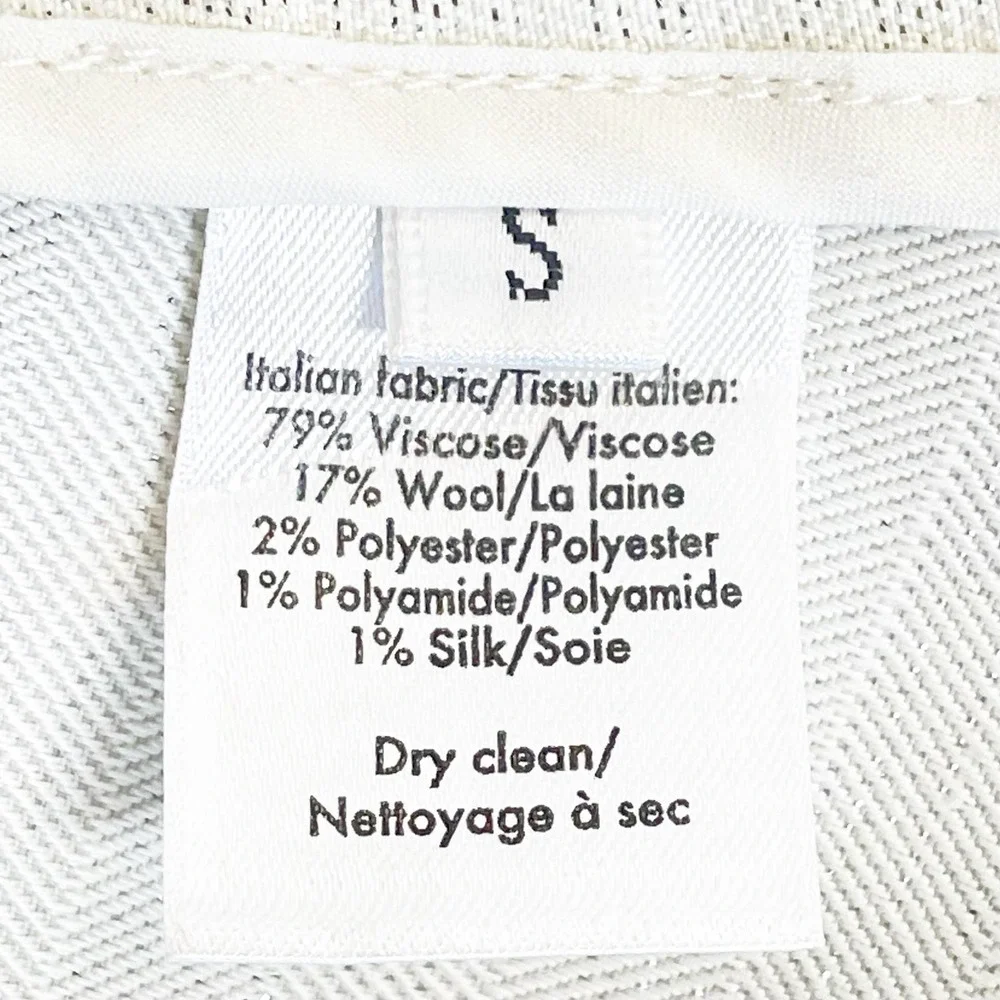 S
Italian fabric/Tissu italien:
79% Viscose/Viscose
17% Wool/La laine
2% Polyester/Polyester
1% Polyamide/Polyamide
1% Silk/Soie
Dry clean/
Nettoyage à sec